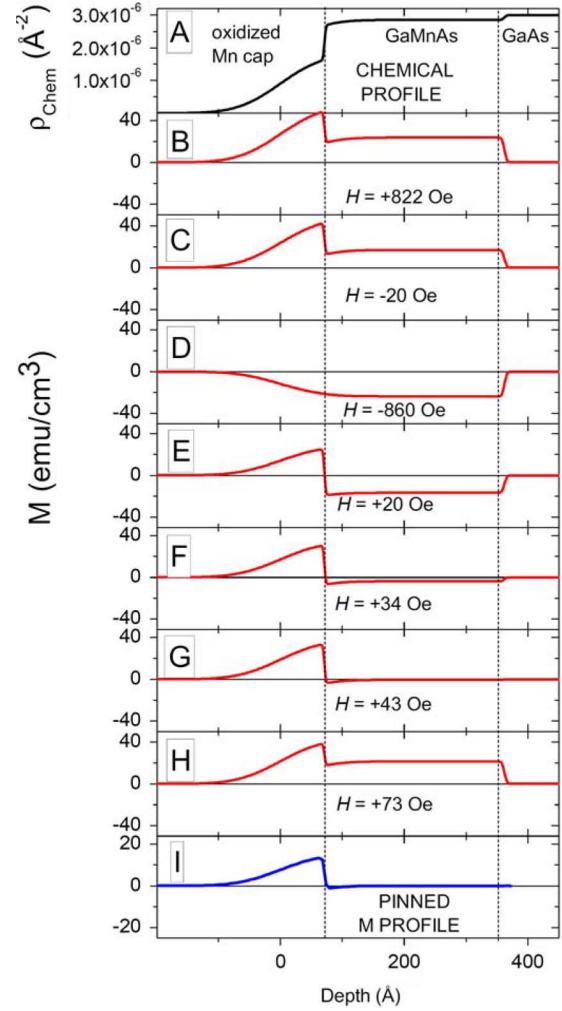 ρChem (Å-2)
3.0x10-6
2.0x10-6
1.0x10-6
A
oxidized
Mn cap
GaMnAs
GaAs
CHEMICAL
PROFILE
M (emu/cm3)
40
0
-40
B
H = +822 Oe
40
0
-40
C
H = -20 Oe
40
0
-40
D
H = -860 Oe
40
0
-40
E
H = +20 Oe
40
0
-40
F
H = +34 Oe
40
0
-40
G
H = +43 Oe
40
0
-40
H
H = +73 Oe
20
0
-20
I
PINNED
M PROFILE
0 200 400
Depth (Å)